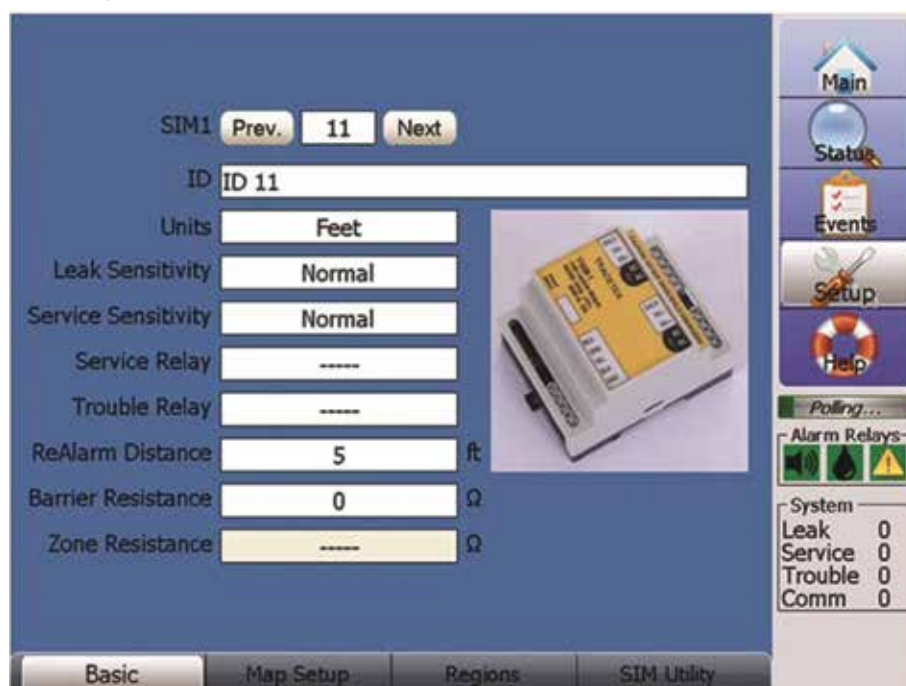 Main
SIM1 Prev. 11 Next
Status
ID ID 11
Events
Units Feet
Leak Sensitivity Normal
Setup
Service Sensitivity Normal
Service Relay -----
Help
Trouble Relay -----
Polling...
ReAlarm Distance 5 ft
Alarm Relays
Barrier Resistance 0 Ω
System
Zone Resistance ----- Ω
Leak 0
Service 0
Trouble 0
Comm 0
Basic Map Setup Regions SIM Utility